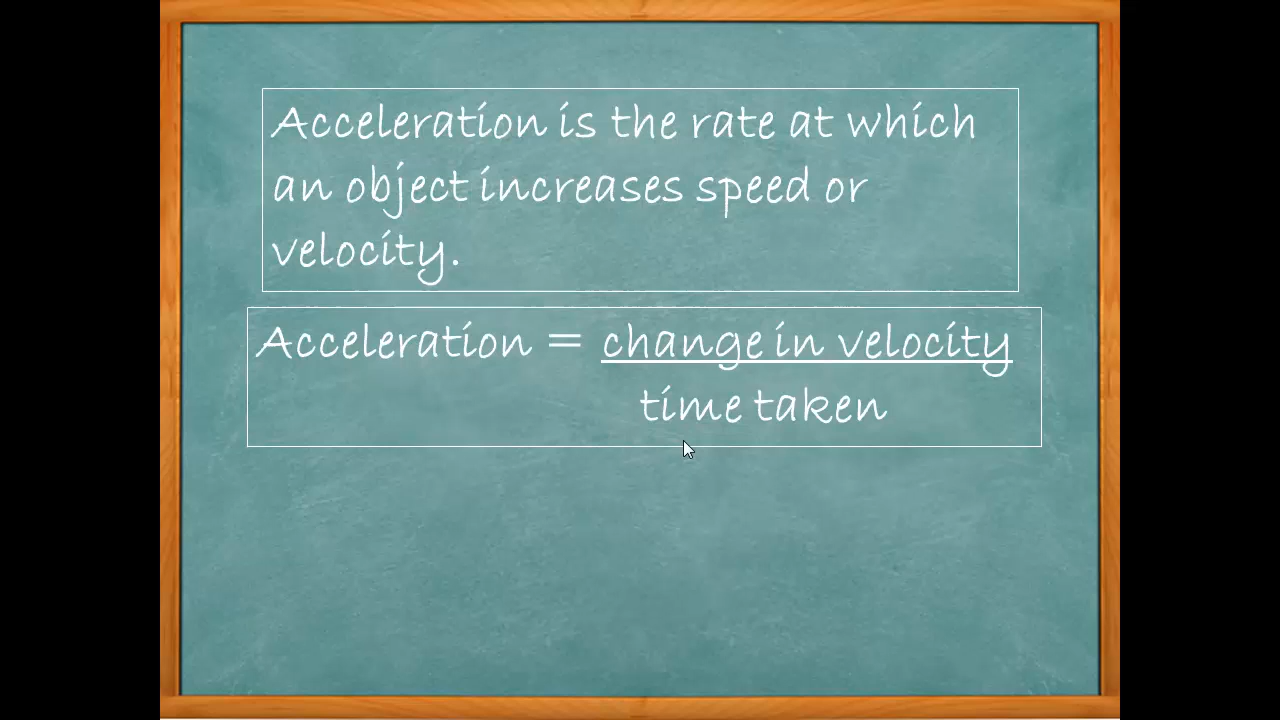 Acceleration is the rate at which
an object increases speed or
velocity.
Acceleration = change in velocity
time taken